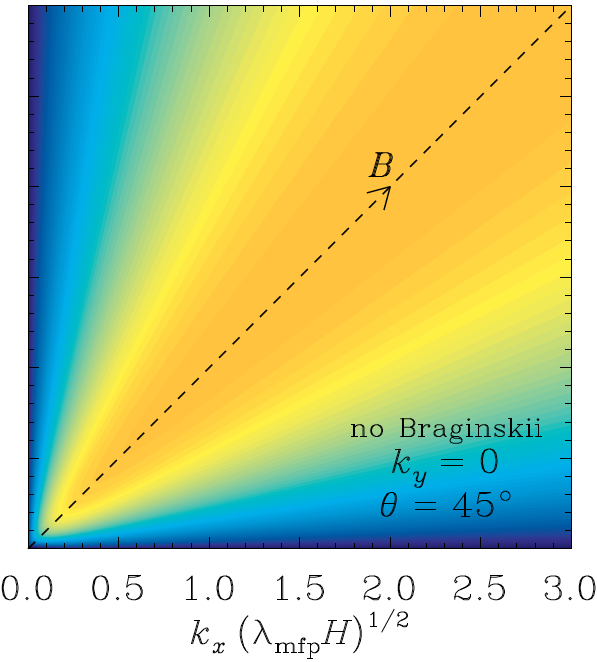 B
no Braginskii
k_y = 0
θ = 45°
0.0 0.5 1.0 1.5 2.0 2.5 3.0
k_x (λ_mfp H)^1/2